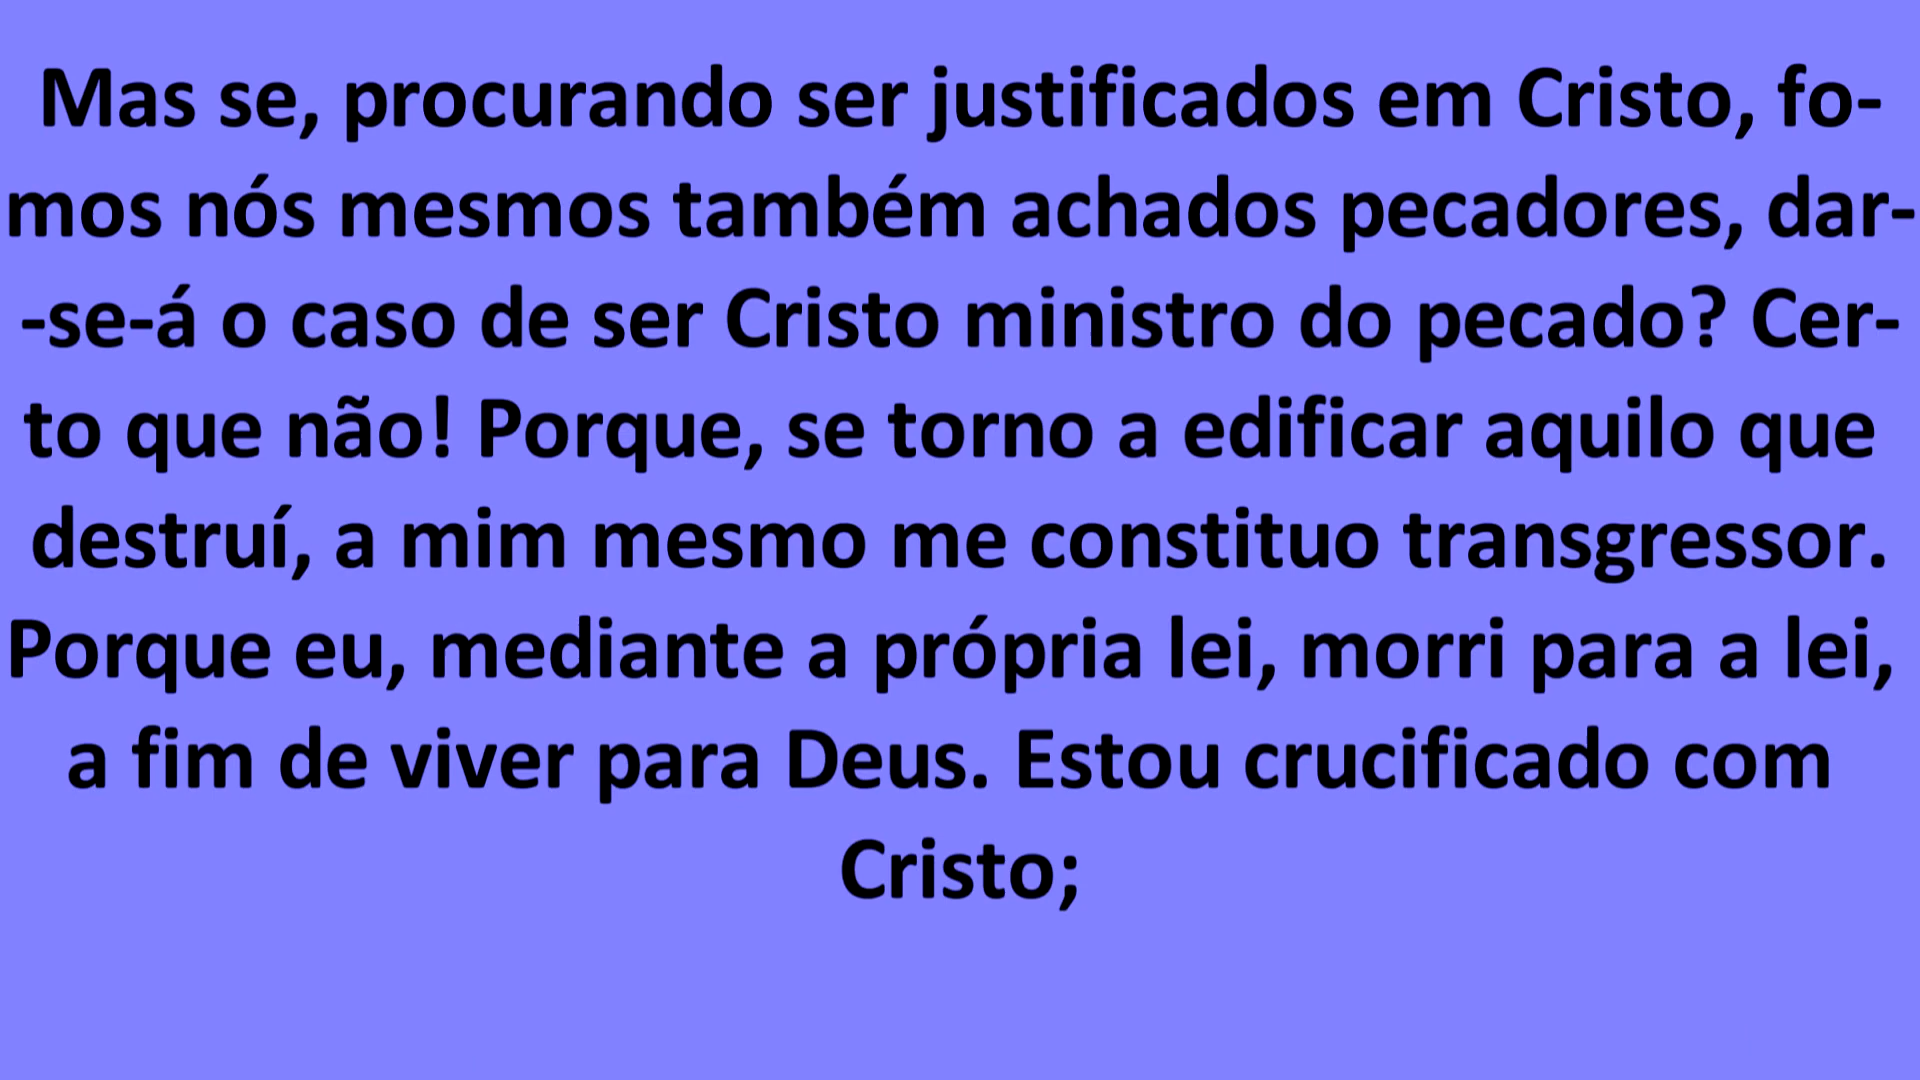 Mas se, procurando ser justificados em Cristo, fo-
mos nós mesmos também achados pecadores, dar-
-se-á o caso de ser Cristo ministro do pecado? Cer-
to que não! Porque, se torno a edificar aquilo que
destruí, a mim mesmo me constituo transgressor.
Porque eu, mediante a própria lei, morri para a lei,
a fim de viver para Deus. Estou crucificado com
Cristo;